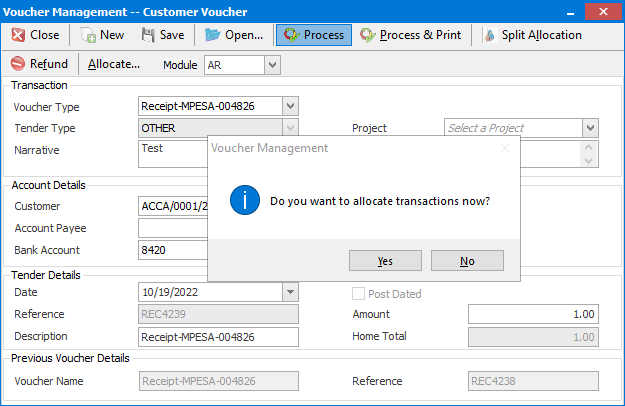 Voucher Management -- Customer Voucher
Close New Save Open... Process Process & Print Split Allocation
Refund Allocate... Module AR
Transaction
Voucher Type Receipt-MPESA-004826
Tender Type OTHER Project Select a Project
Narrative Test
Voucher Management
Do you want to allocate transactions now?
Yes No
Account Details
Customer ACCA/0001/2
Account Payee
Bank Account 8420
Tender Details
Date 10/19/2022 Post Dated
Reference REC4239 Amount 1.00
Description Receipt-MPESA-004826 Home Total 1.00
Previous Voucher Details
Voucher Name Receipt-MPESA-004826 Reference REC4238